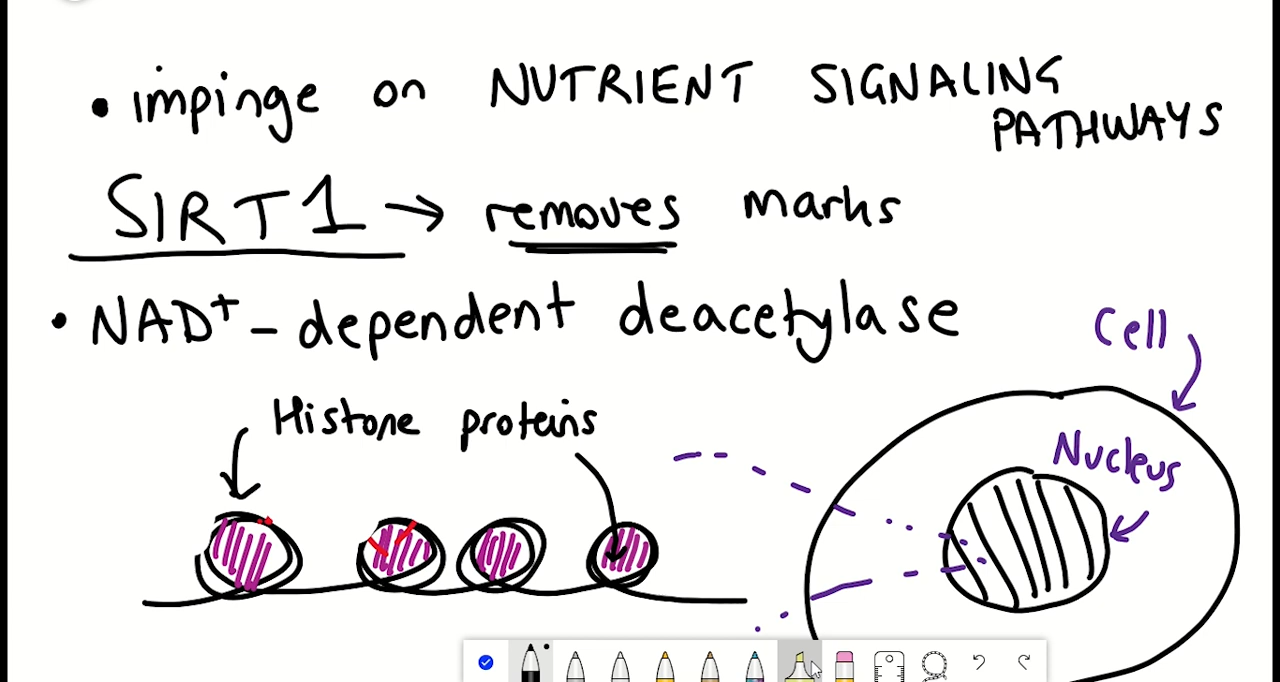 • impinge on NUTRIENT SIGNALING
PATHWAYS
SIRT1 → removes marks
• NAD+ - dependent deacetylase
Cell
Histone proteins
Nucleus